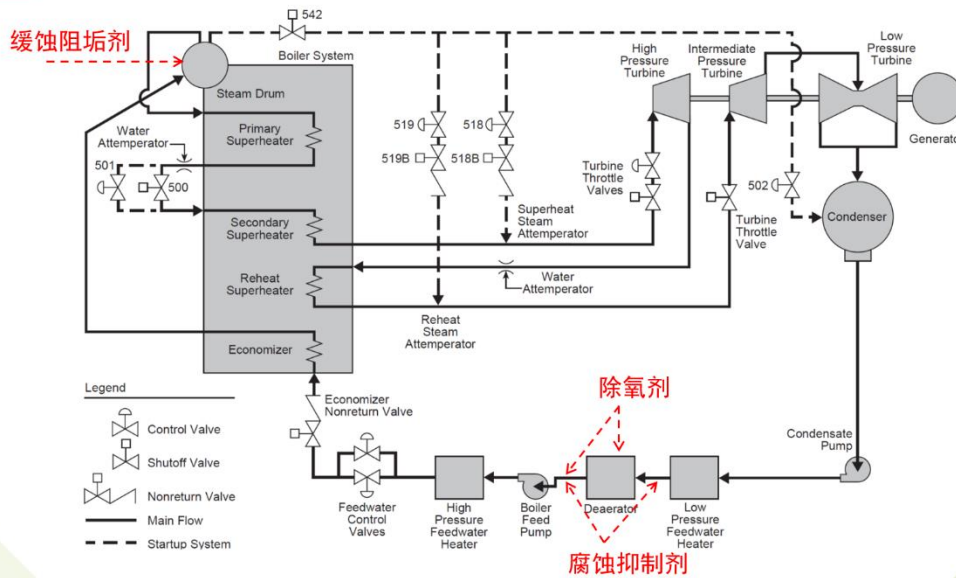 542
缓蚀阻垢剂
Boiler System
High
Pressure
Turbine
Intermediate
Pressure
Turbine
Low
Pressure
Turbine
Steam Drum
Generato
Water
Attemperator
Primary
Superheater
519
518
519B
518B
501
500
Turbine
Throttle
Valves
502
Turbine
Throttle
Valve
Condenser
Secondary
Superheater
Superheat
Steam
Attemperator
Reheat
Superheater
Water
Attemperator
Reheat
Steam
Attemperator
Economizer
Legend
Control Valve
Shutoff Valve
Nonreturn Valve
Main Flow
Startup System
Economizer
Nonreturn Valve
除氧剂
Condensate
Pump
Feedwater
Control
Valves
High
Pressure
Feedwater
Heater
Boiler
Feed
Pump
Deaerator
Low
Pressure
Feedwater
Heater
腐蚀抑制剂